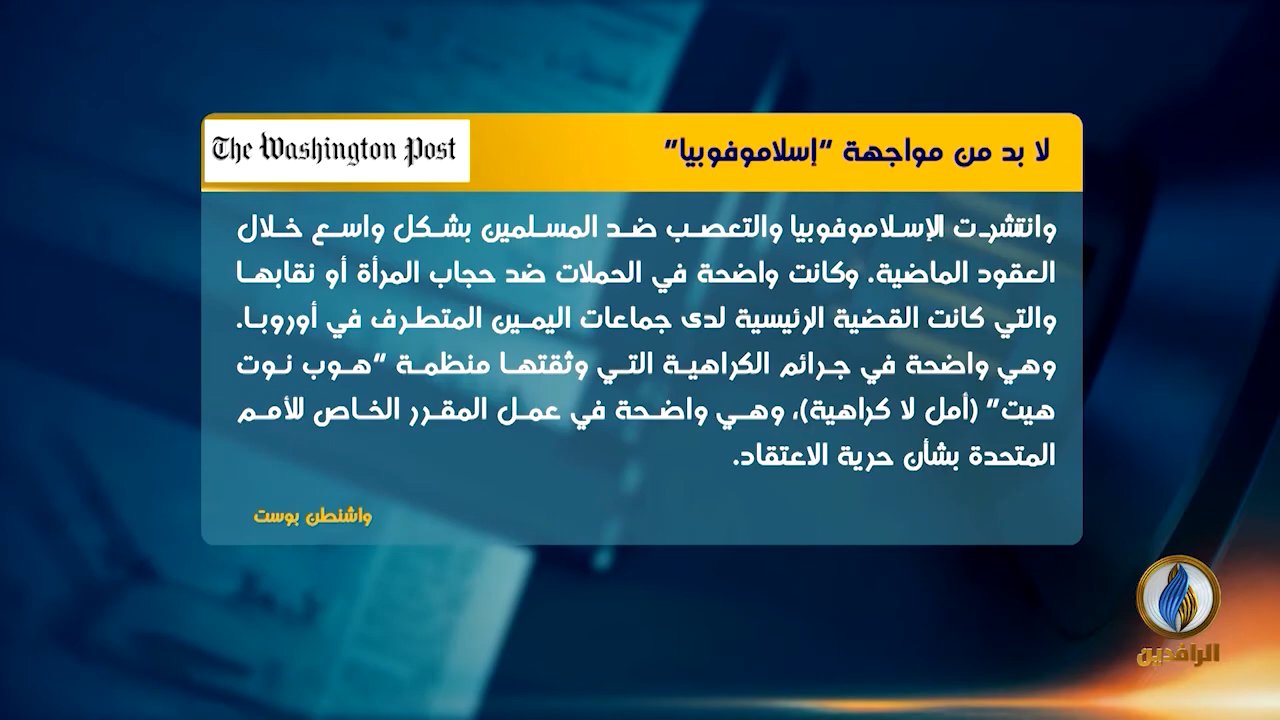 The Washington Post
لا بد من مواجهة “إسلاموفوبيا”
وانتشرت الإسلاموفوبيا والتعصب ضد المسلمين بشكل واسع خلال
العقود الماضية. وكانت واضحة في الحملات ضد حجاب المرأة أو نقابها
والتي كانت القضية الرئيسية لدى جماعات اليمين المتطرف في أوروبا.
وهي واضحة في جرائم الكراهية التي وثقتها منظمة “هوب نوت
هيت” (أمل لا كراهية)، وهي واضحة في عمل المقرر الخاص للأمم
المتحدة بشأن حرية الاعتقاد.
واشنطن بوست
الرافدين